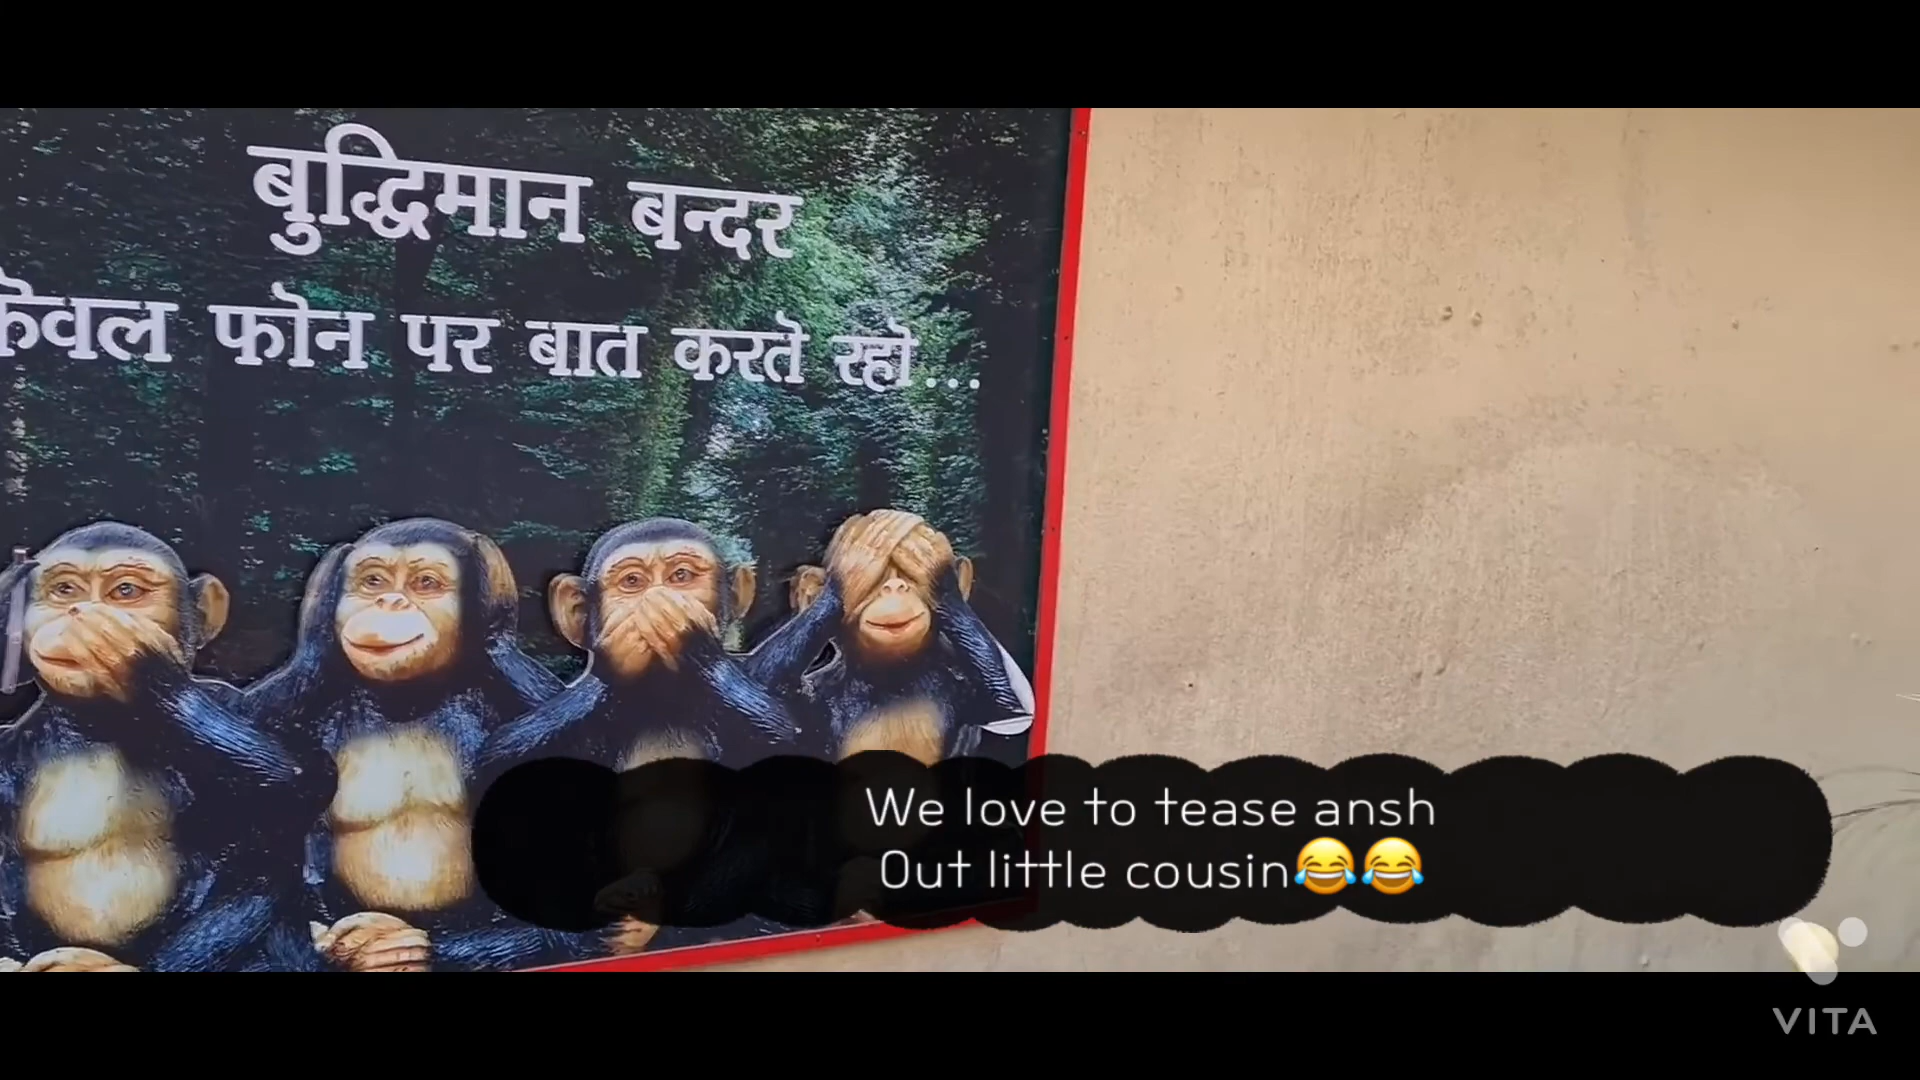 बुद्धिमान बन्दर
केवल फोन पर बात करते रहो...
We love to tease ansh
Out little cousin😂😂
VITA